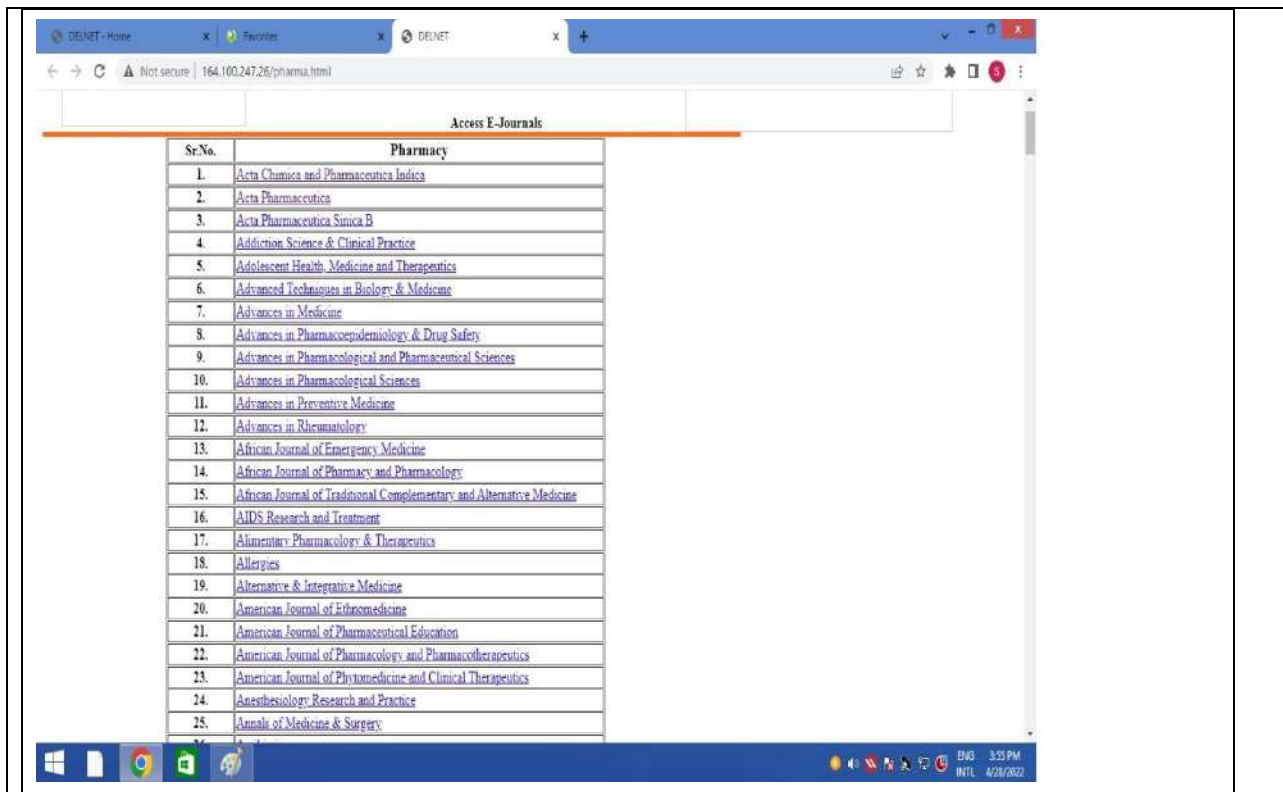 DELNET - Home
Favorites
DELNET
Not secure | 164.100.247.26/pharma.html
S
Access E-Journals
Sr.No. Pharmacy
1. Acta Chimica and Pharmaceutica Indica
2. Acta Pharmaceutica
3. Acta Pharmaceutica Sinica B
4. Addiction Science & Clinical Practice
5. Adolescent Health, Medicine and Therapeutics
6. Advanced Techniques in Biology & Medicine
7. Advances in Medicine
8. Advances in Pharmacoepidemiology & Drug Safety
9. Advances in Pharmacological and Pharmaceutical Sciences
10. Advances in Pharmacological Sciences
11. Advances in Preventive Medicine
12. Advances in Rheumatology
13. African Journal of Emergency Medicine
14. African Journal of Pharmacy and Pharmacology
15. African Journal of Traditional Complementary and Alternative Medicine
16. AIDS Research and Treatment
17. Alimentary Pharmacology & Therapeutics
18. Allergies
19. Alternative & Integrative Medicine
20. American Journal of Ethnomedicine
21. American Journal of Pharmaceutical Education
22. American Journal of Pharmacology and Pharmacotherapeutics
23. American Journal of Phytomedicine and Clinical Therapeutics
24. Anesthesiology Research and Practice
25. Annals of Medicine & Surgery
ENG 3:55 PM
INTL 4/28/2022